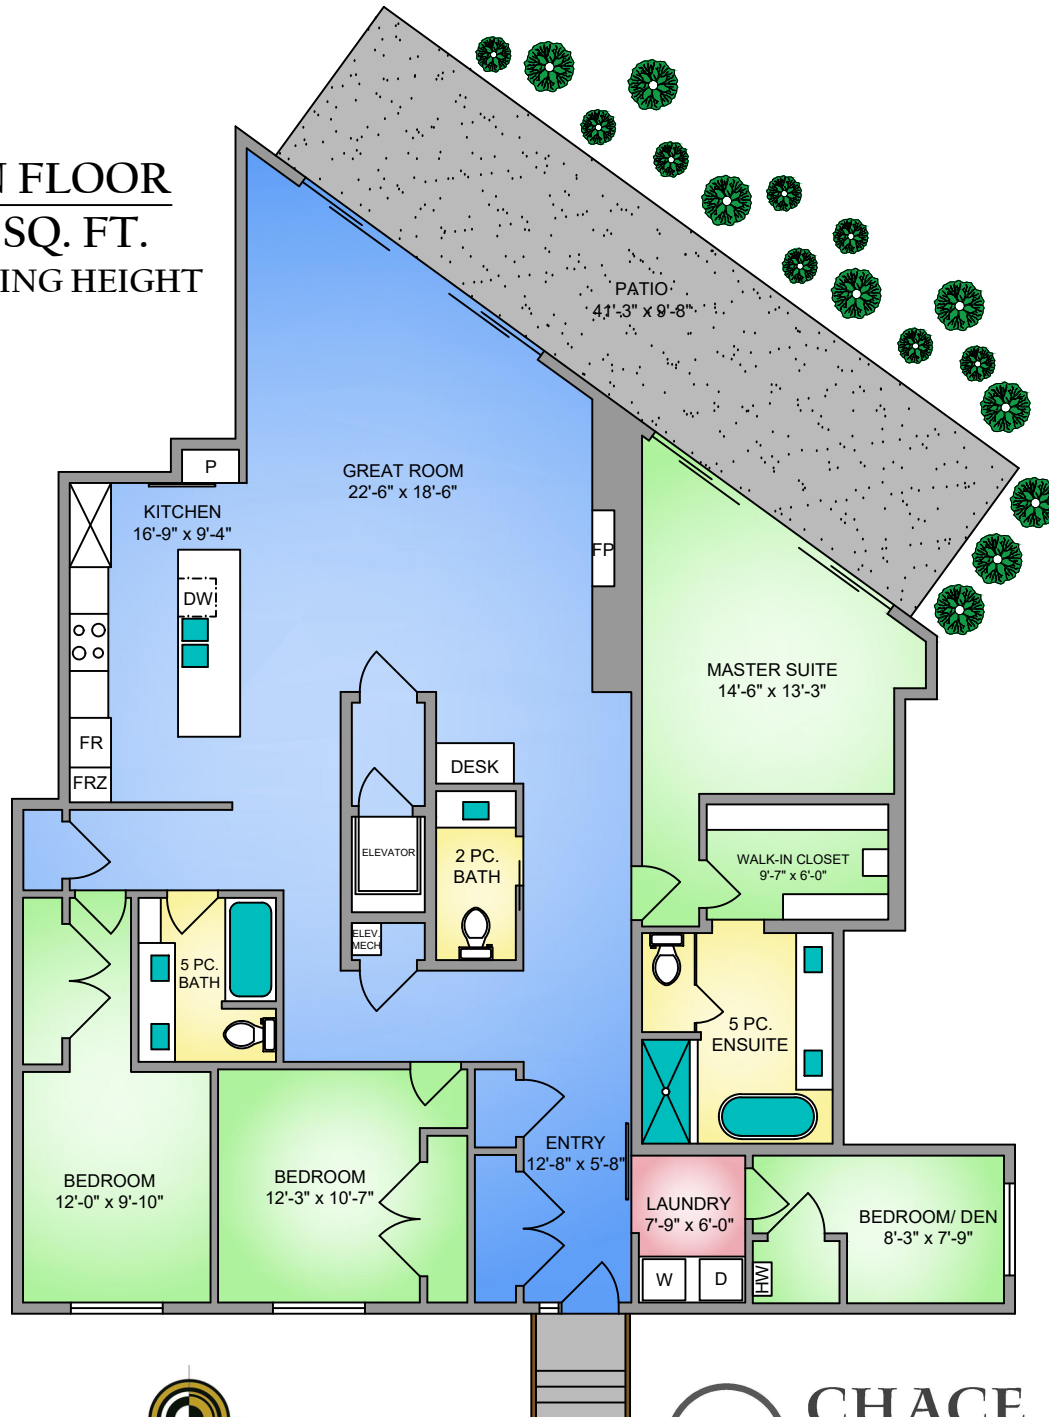 FLOOR
SQ. FT.
HEIGHT
PATIO
41'-3" x 9'-8"
GREAT ROOM
22'-6" x 18'-6"
P
KITCHEN
16'-9" x 9'-4"
FP
DW
MASTER SUITE
14'-6" x 13'-3"
FR
DESK
FRZ
ELEVATOR
2 PC.
BATH
WALK-IN CLOSET
9'-7" x 6'-0"
ELEV.
MECH
5 PC.
BATH
5 PC.
ENSUITE
ENTRY
12'-8" x 5'-8"
BEDROOM
12'-0" x 9'-10"
BEDROOM
12'-3" x 10'-7"
LAUNDRY
7'-9" x 6'-0"
BEDROOM/ DEN
8'-3" x 7'-9"
W
D
HW
CHACE